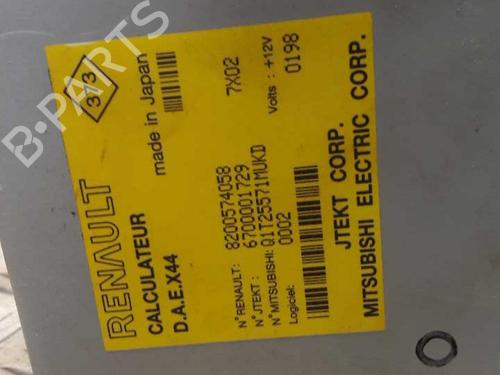 RENAULT
373
CALCULATEUR
made in Japan
D.A.E.X44
N°RENAULT: 8200574058
7X02
N°JTEKT : 6700001729
N°MITSUBISHI: Q1T25571MUKD
Volts : +12V
Logiciel: 0002
0198
JTEKT CORP.
MITSUBISHI ELECTRIC CORP.
B-PARTS